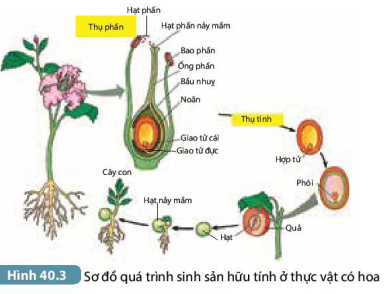 Hạt phấn
Thụ phấn
Hạt phấn nảy mầm
Bao phấn
Ống phấn
Bầu nhuỵ
Noãn
Thụ tinh
Giao tử cái
Giao tử đực
Hợp tử
Cây con
Phôi
Hạt nảy mầm
Hạt
Quả
Hình 40.3 Sơ đồ quá trình sinh sản hữu tính ở thực vật có hoa